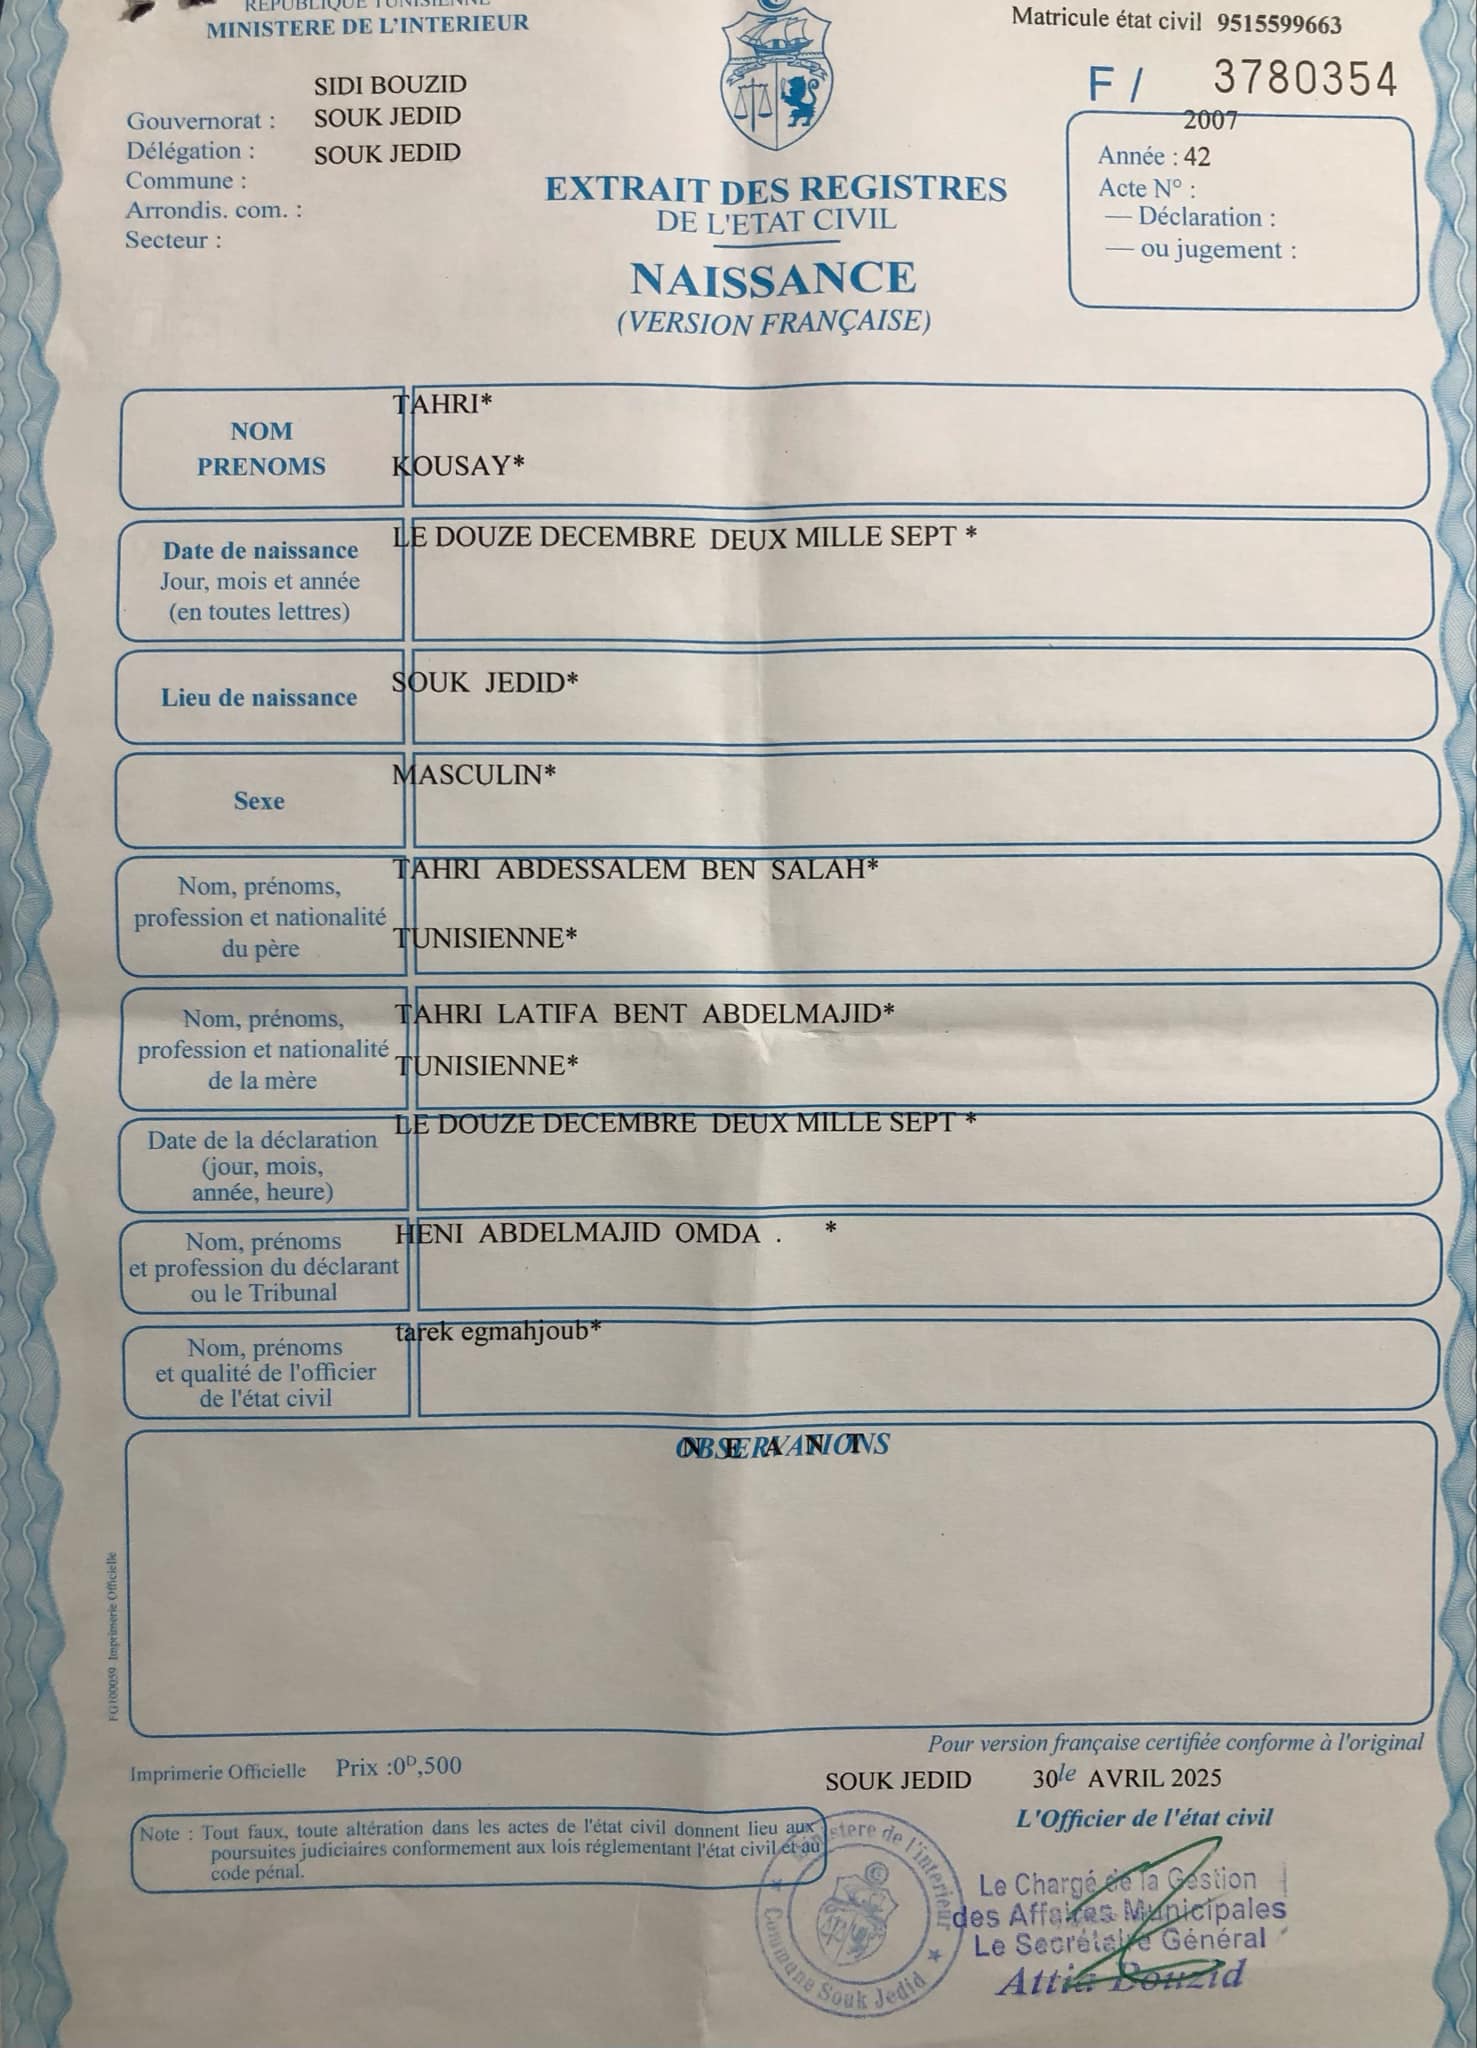 REPUBLIQUE TUNISIENNE
MINISTERE DE L'INTERIEUR
Matricule état civil 9515599663
F / 3780354
SIDI BOUZID
Gouvernorat : SOUK JEDID
Délégation : SOUK JEDID
Commune :
Arrondis. com. :
Secteur :
2007
Année : 42
Acte N° :
— Déclaration :
— ou jugement :
EXTRAIT DES REGISTRES
DE L'ETAT CIVIL
NAISSANCE
(VERSION FRANÇAISE)
NOM
TAHRI*
PRENOMS
KOUSAY*
Date de naissance
Jour, mois et année
(en toutes lettres)
LE DOUZE DECEMBRE DEUX MILLE SEPT *
Lieu de naissance
SOUK JEDID*
Sexe
MASCULIN*
Nom, prénoms,
profession et nationalité
du père
TAHRI ABDESSALEM BEN SALAH*
TUNISIENNE*
Nom, prénoms,
profession et nationalité
de la mère
TAHRI LATIFA BENT ABDELMAJID*
TUNISIENNE*
Date de la déclaration
(jour, mois,
année, heure)
LE DOUZE DECEMBRE DEUX MILLE SEPT *
Nom, prénoms
et profession du déclarant
ou le Tribunal
HENI ABDELMAJID OMDA . *
Nom, prénoms
et qualité de l'officier
de l'état civil
tarek egmahjoub*
OBSERVATIONS
N E A N T
FG100059 Imprimerie Officielle
Imprimerie Officielle Prix :0D,500
Pour version française certifiée conforme à l'original
SOUK JEDID 30le AVRIL 2025
L'Officier de l'état civil
Note : Tout faux, toute altération dans les actes de l'état civil donnent lieu aux
poursuites judiciaires conformement aux lois réglementant l'état civil et au
code pénal.
Ministere de l'interieur
Commune Souk Jedid
Le Chargé de la Gestion
des Affaires Municipales
Le Secrétaire Général
Attia Bouzid